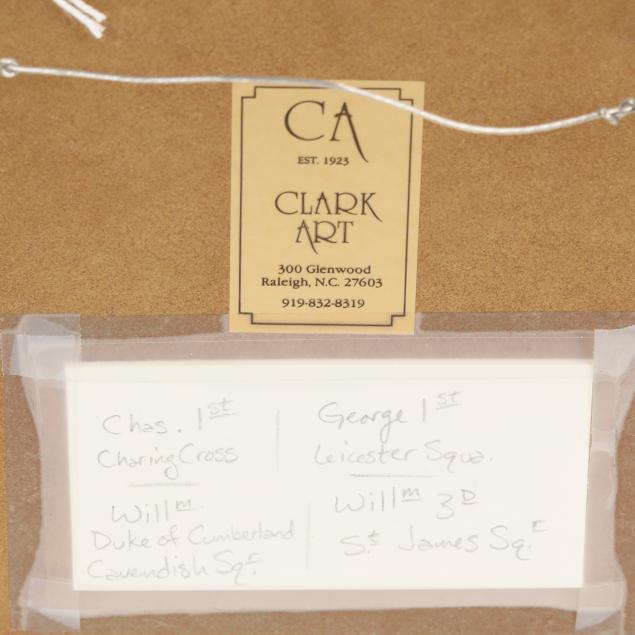 CA
EST. 1923
CLARK
ART
300 Glenwood
Raleigh, N.C. 27603
919-832-8319
Chas. 1st
Charing Cross
George 1st
Leicester Squa.
Willm.
Duke of Cumberland
Cavendish Sqr.
Willm 3D
St. James Sq.r